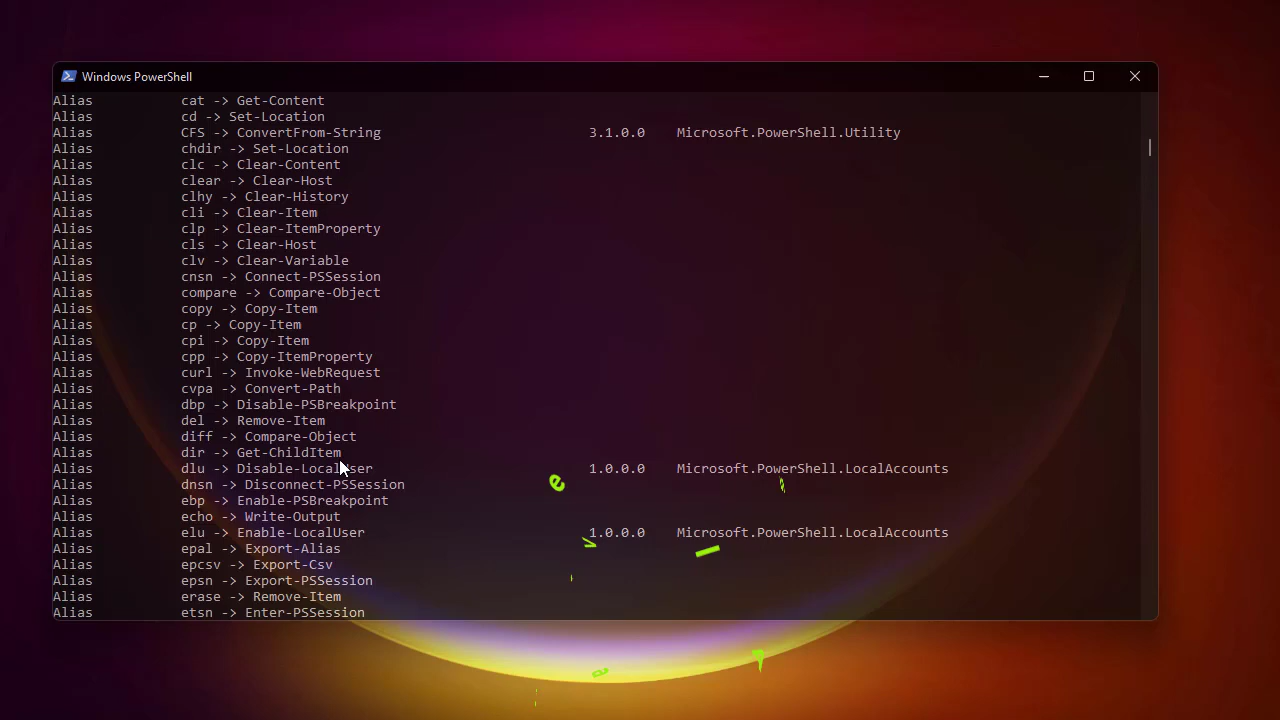 Windows PowerShell
Alias cat -> Get-Content
Alias cd -> Set-Location
Alias CFS -> ConvertFrom-String 3.1.0.0 Microsoft.PowerShell.Utility
Alias chdir -> Set-Location
Alias clc -> Clear-Content
Alias clear -> Clear-Host
Alias clhy -> Clear-History
Alias cli -> Clear-Item
Alias clp -> Clear-ItemProperty
Alias cls -> Clear-Host
Alias clv -> Clear-Variable
Alias cnsn -> Connect-PSSession
Alias compare -> Compare-Object
Alias copy -> Copy-Item
Alias cp -> Copy-Item
Alias cpi -> Copy-Item
Alias cpp -> Copy-ItemProperty
Alias curl -> Invoke-WebRequest
Alias cvpa -> Convert-Path
Alias dbp -> Disable-PSBreakpoint
Alias del -> Remove-Item
Alias diff -> Compare-Object
Alias dir -> Get-ChildItem
Alias dlu -> Disable-LocalUser 1.0.0.0 Microsoft.PowerShell.LocalAccounts
Alias dnsn -> Disconnect-PSSession
Alias ebp -> Enable-PSBreakpoint
Alias echo -> Write-Output
Alias elu -> Enable-LocalUser 1.0.0.0 Microsoft.PowerShell.LocalAccounts
Alias epal -> Export-Alias
Alias epcsv -> Export-Csv
Alias epsn -> Export-PSSession
Alias erase -> Remove-Item
Alias etsn -> Enter-PSSession